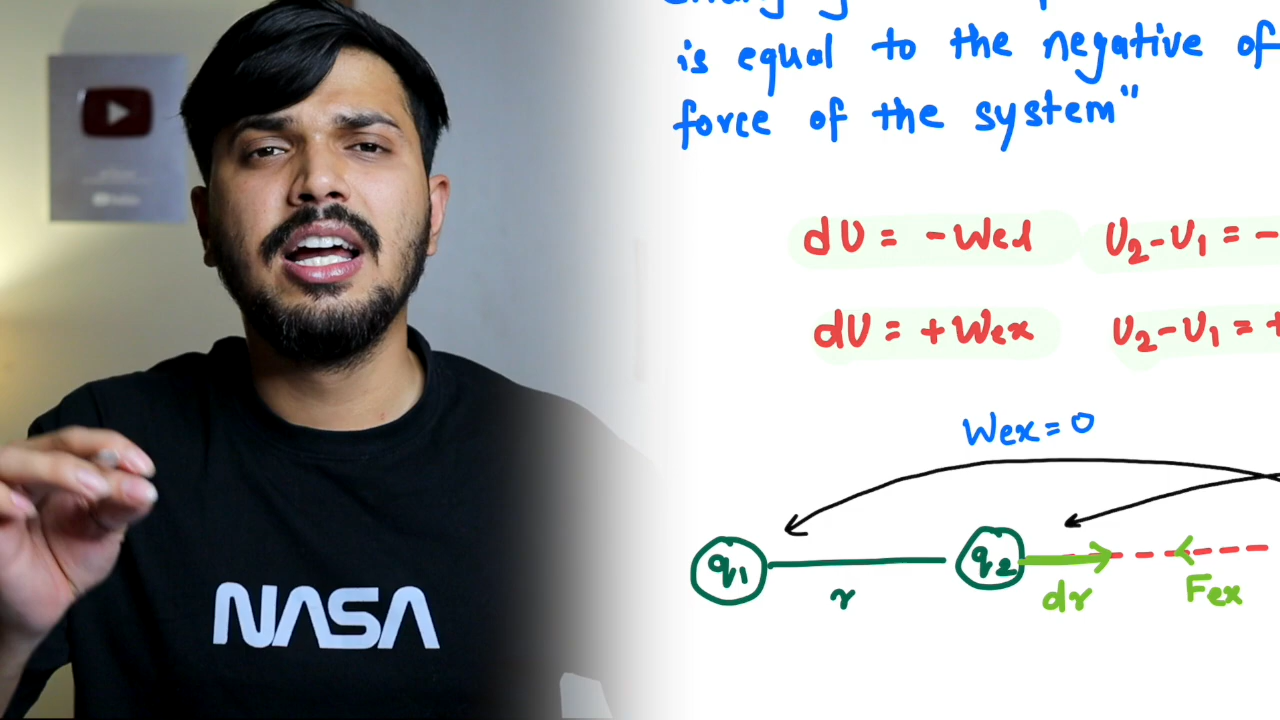 is equal to the negative of
force of the system"
dU = -Wel U₂-U₁ = -
dU = +Wex U₂-U₁ = +
Wex = 0
q₁ r q₂ dr Fex
NASA